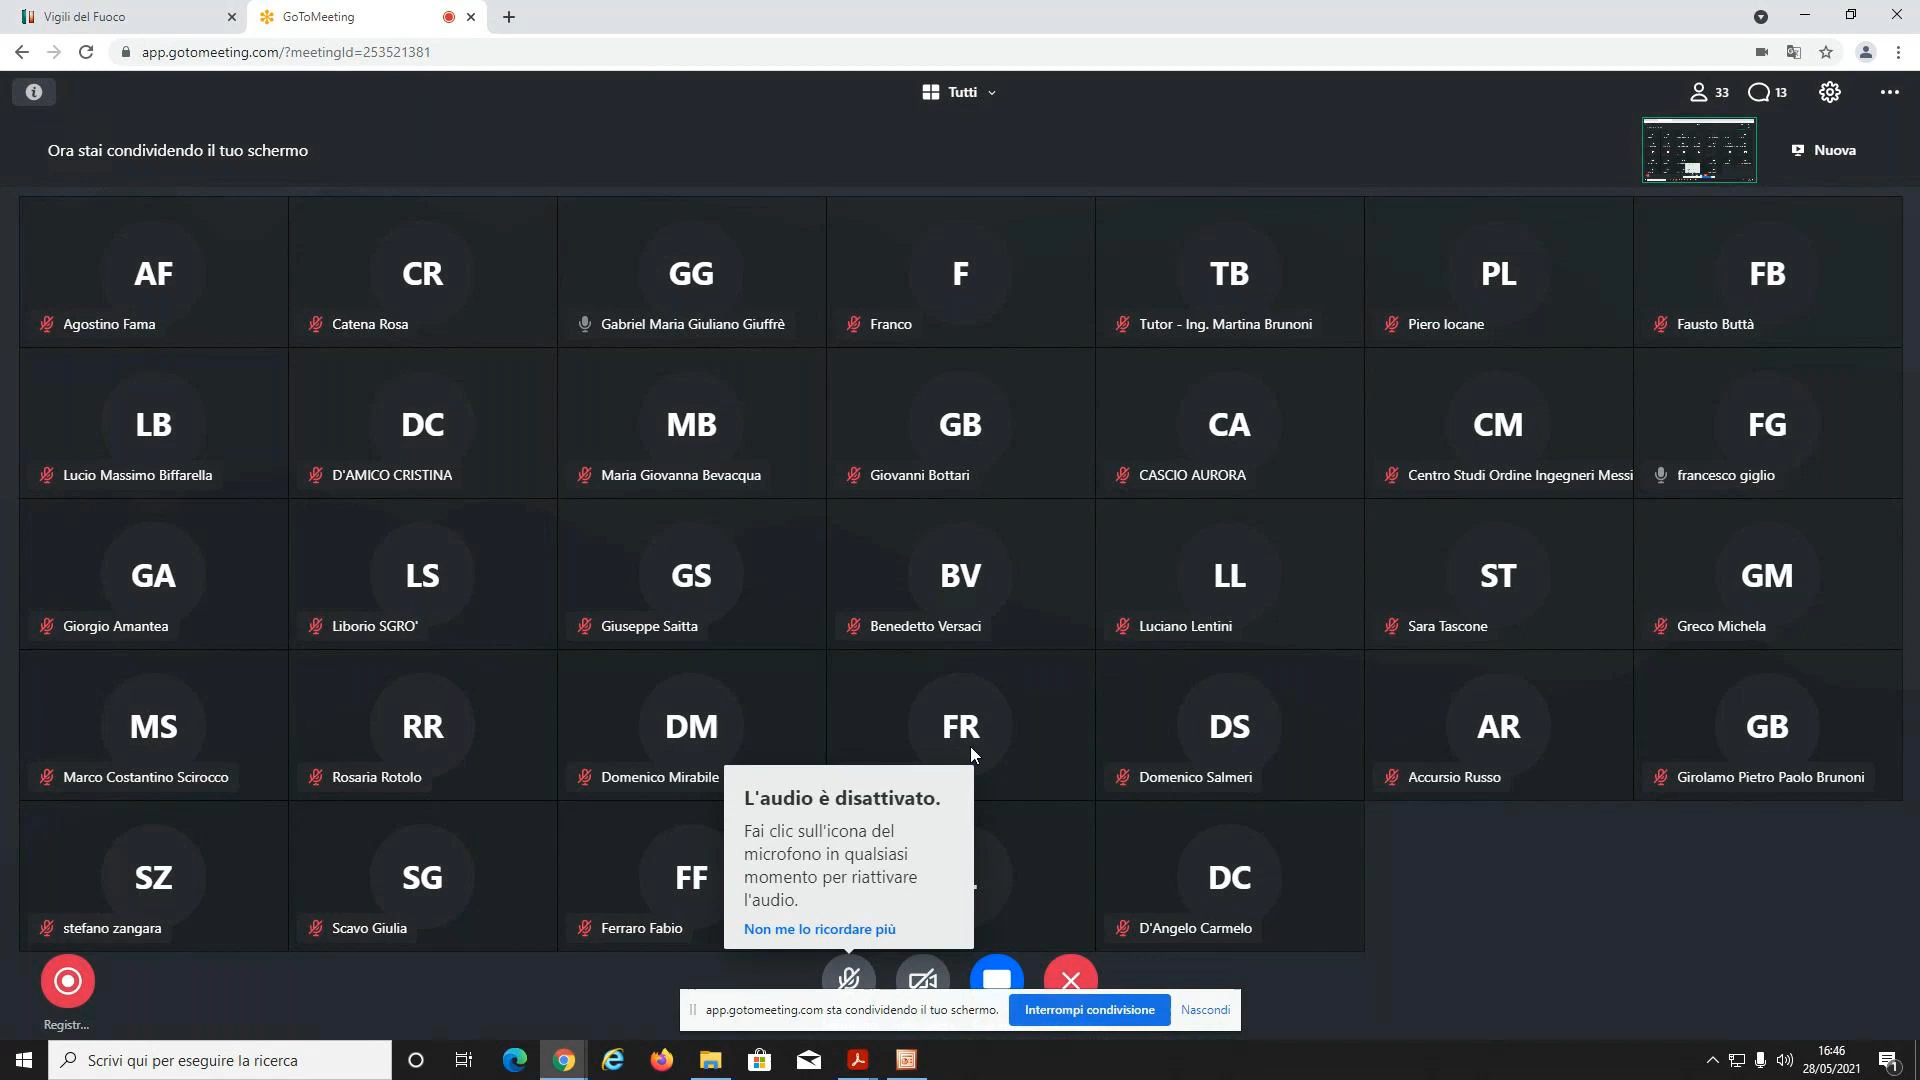 Vigili del Fuoco
GoToMeeting
app.gotomeeting.com/?meetingId=253521381
Tutti
33
13
Ora stai condividendo il tuo schermo
Nuova
AF
CR
GG
F
TB
PL
FB
Agostino Fama
Catena Rosa
Gabriel Maria Giuliano Giuffrè
Franco
Tutor - Ing. Martina Brunoni
Piero Iocane
Fausto Buttà
LB
DC
MB
GB
CA
CM
FG
Lucio Massimo Biffarella
D'AMICO CRISTINA
Maria Giovanna Bevacqua
Giovanni Bottari
CASCIO AURORA
Centro Studi Ordine Ingegneri Messi
francesco giglio
GA
LS
GS
BV
LL
ST
GM
Giorgio Amantea
Liborio SGRO'
Giuseppe Saitta
Benedetto Versaci
Luciano Lentini
Sara Tascone
Greco Michela
MS
RR
DM
FR
DS
AR
GB
Marco Costantino Scirocco
Rosaria Rotolo
Domenico Mirabile
Domenico Salmeri
Accursio Russo
Girolamo Pietro Paolo Brunoni
L'audio è disattivato.
Fai clic sull'icona del
microfono in qualsiasi
momento per riattivare
l'audio.
Non me lo ricordare più
SZ
SG
FF
DC
stefano zangara
Scavo Giulia
Ferraro Fabio
D'Angelo Carmelo
app.gotomeeting.com sta condividendo il tuo schermo.
Interrompi condivisione
Nascondi
Registr...
Scrivi qui per eseguire la ricerca
16:46
28/05/2021
1